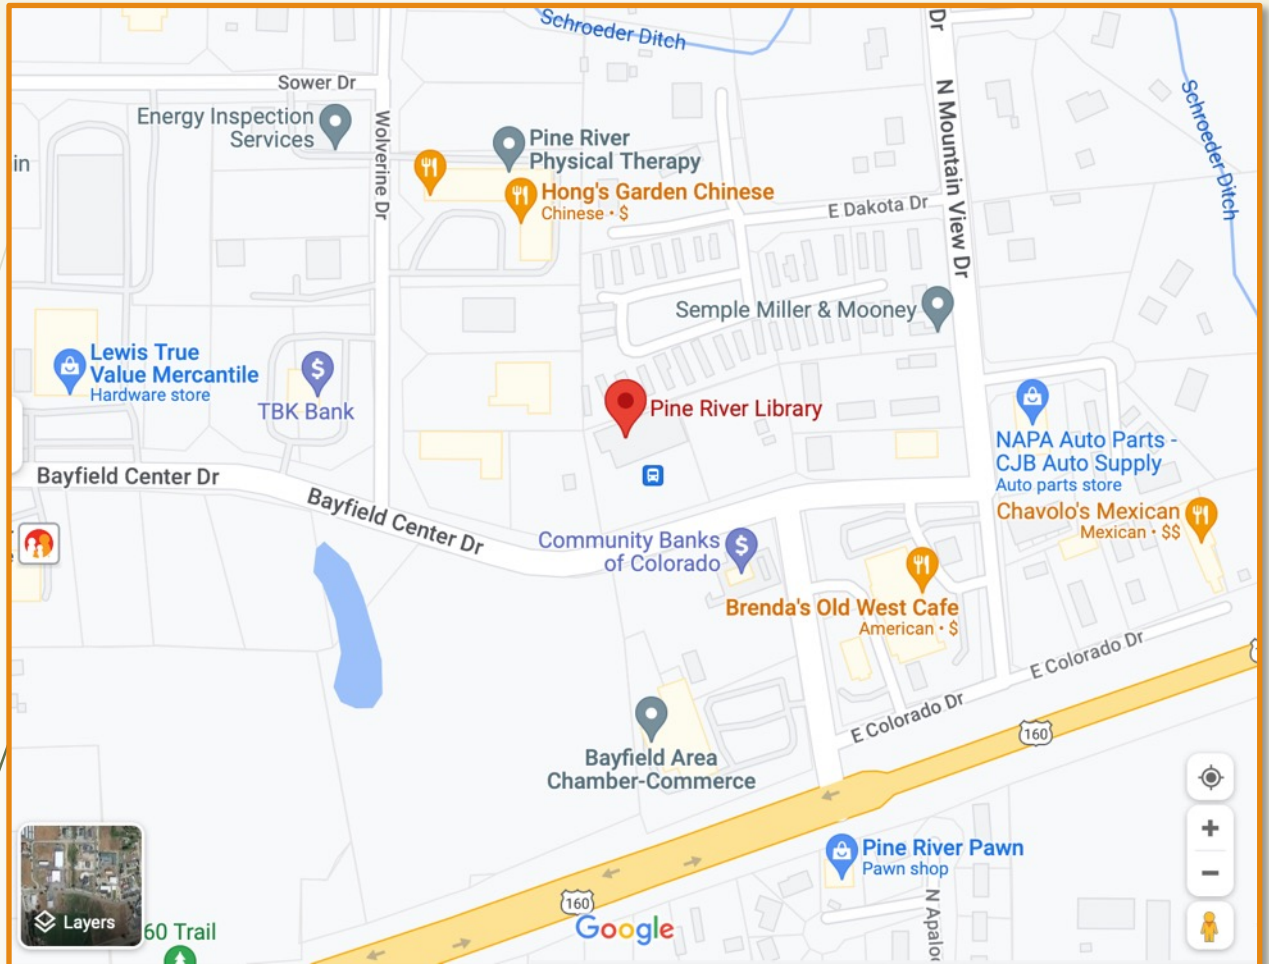 Schroeder Ditch
Dr
Sower Dr
Energy Inspection
Services
Wolverine Dr
Pine River
Physical Therapy
N Mountain View Dr
Schroeder Ditch
in
Hong's Garden Chinese
Chinese • $
E Dakota Dr
Semple Miller & Mooney
Lewis True
Value Mercantile
Hardware store
$
TBK Bank
Pine River Library
NAPA Auto Parts -
CJB Auto Supply
Auto parts store
Bayfield Center Dr
Bayfield Center Dr
Chavolo's Mexican
Mexican • $$
Community Banks
of Colorado
$
Brenda's Old West Cafe
American • $
E Colorado Dr
E Colorado Dr
160
Bayfield Area
Chamber-Commerce
Pine River Pawn
Pawn shop
N Apaloo
160
Google
Layers
60 Trail